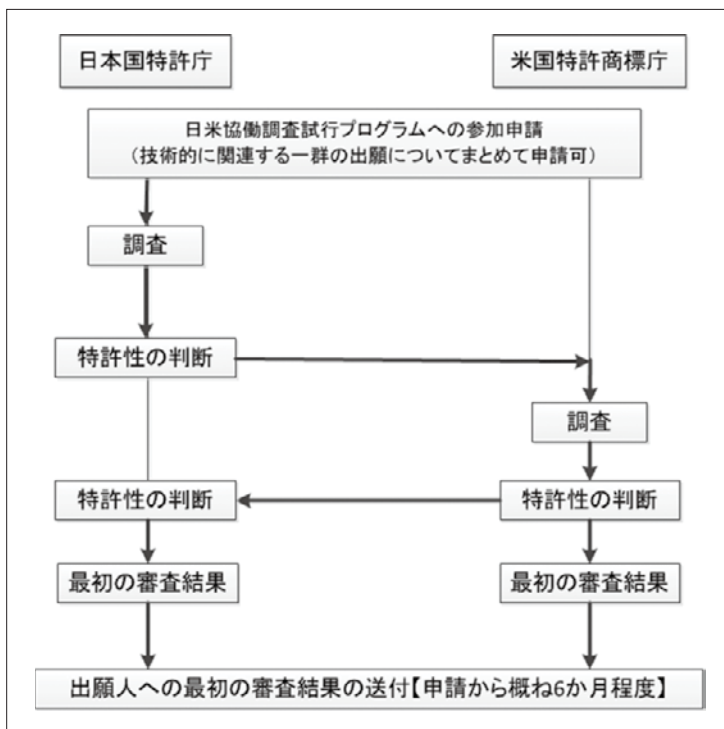 日本国特許庁
米国特許商標庁
日米協働調査試行プログラムへの参加申請
（技術的に関連する一群の出願についてまとめて申請可）
調査
特許性の判断
調査
特許性の判断
特許性の判断
最初の審査結果
最初の審査結果
出願人への最初の審査結果の送付【申請から概ね6か月程度】